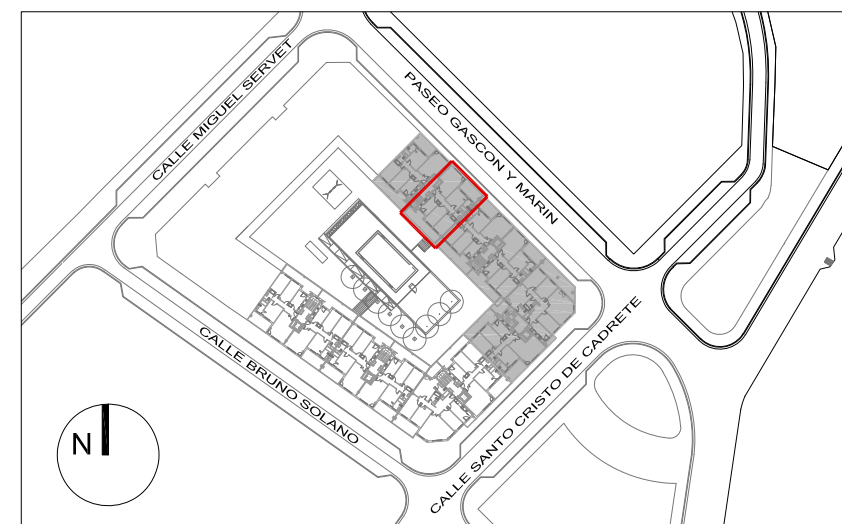 CALLE MIGUEL SERVET
PASEO GASCON Y MARIN
CALLE BRUNO SOLANO
CALLE SANTO CRISTO DE CADRETE
N